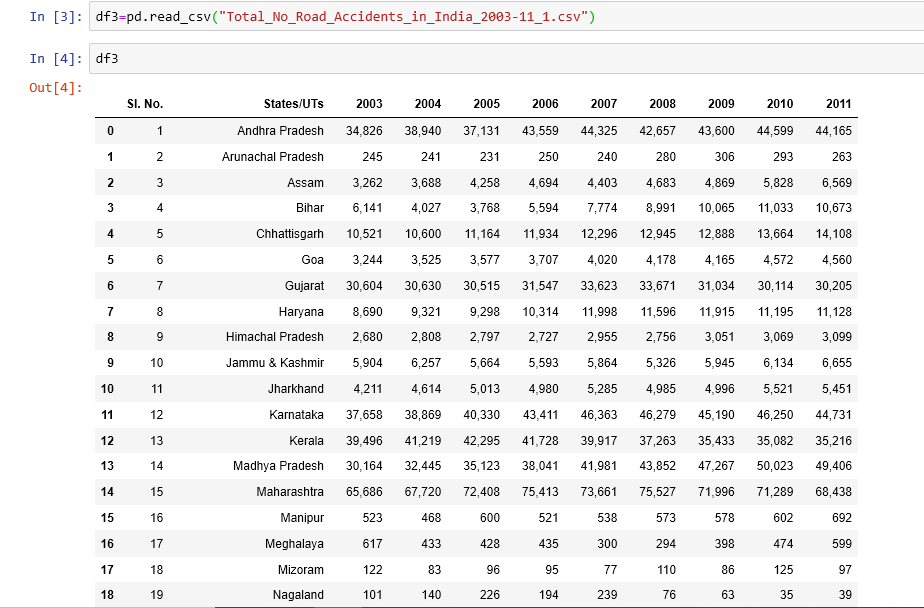 In [3]: df3=pd.read_csv("Total_No_Road_Accidents_in_India_2003-11_1.csv")
In [4]: df3
Out[4]:
Sl. No. States/UTs 2003 2004 2005 2006 2007 2008 2009 2010 2011
0 1 Andhra Pradesh 34,826 38,940 37,131 43,559 44,325 42,657 43,600 44,599 44,165
1 2 Arunachal Pradesh 245 241 231 250 240 280 306 293 263
2 3 Assam 3,262 3,688 4,258 4,694 4,403 4,683 4,869 5,828 6,569
3 4 Bihar 6,141 4,027 3,768 5,594 7,774 8,991 10,065 11,033 10,673
4 5 Chhattisgarh 10,521 10,600 11,164 11,934 12,296 12,945 12,888 13,664 14,108
5 6 Goa 3,244 3,525 3,577 3,707 4,020 4,178 4,165 4,572 4,560
6 7 Gujarat 30,604 30,630 30,515 31,547 33,623 33,671 31,034 30,114 30,205
7 8 Haryana 8,690 9,321 9,298 10,314 11,998 11,596 11,915 11,195 11,128
8 9 Himachal Pradesh 2,680 2,808 2,797 2,727 2,955 2,756 3,051 3,069 3,099
9 10 Jammu & Kashmir 5,904 6,257 5,664 5,593 5,864 5,326 5,945 6,134 6,655
10 11 Jharkhand 4,211 4,614 5,013 4,980 5,285 4,985 4,996 5,521 5,451
11 12 Karnataka 37,658 38,869 40,330 43,411 46,363 46,279 45,190 46,250 44,731
12 13 Kerala 39,496 41,219 42,295 41,728 39,917 37,263 35,433 35,082 35,216
13 14 Madhya Pradesh 30,164 32,445 35,123 38,041 41,981 43,852 47,267 50,023 49,406
14 15 Maharashtra 65,686 67,720 72,408 75,413 73,661 75,527 71,996 71,289 68,438
15 16 Manipur 523 468 600 521 538 573 578 602 692
16 17 Meghalaya 617 433 428 435 300 294 398 474 599
17 18 Mizoram 122 83 96 95 77 110 86 125 97
18 19 Nagaland 101 140 226 194 239 76 63 35 39